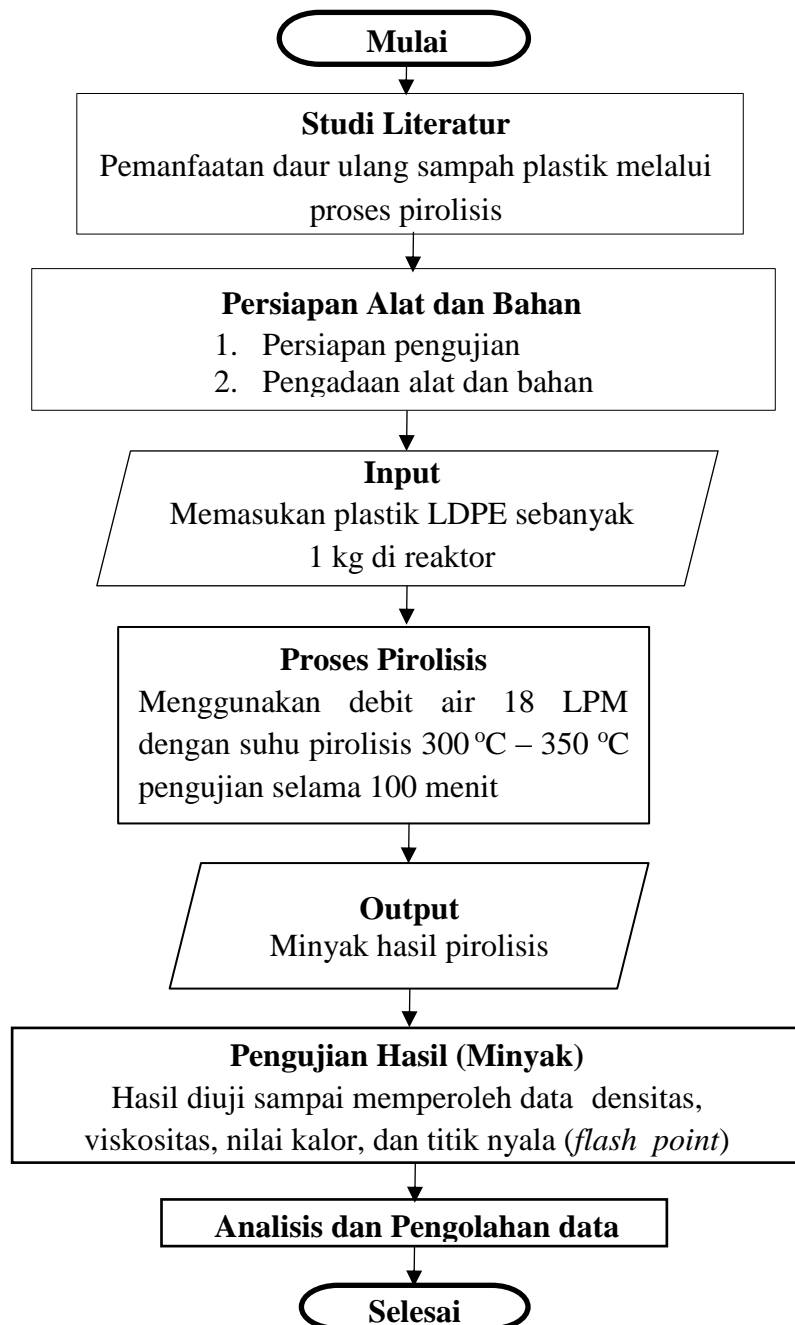 Mulai
Studi Literatur
Pemanfaatan daur ulang sampah plastik melalui
proses pirolisis
Persiapan Alat dan Bahan
1. Persiapan pengujian
2. Pengadaan alat dan bahan
Input
Memasukan plastik LDPE sebanyak
1 kg di reaktor
Proses Pirolisis
Menggunakan debit air 18 LPM
dengan suhu pirolisis 300 ºC – 350 ºC
pengujian selama 100 menit
Output
Minyak hasil pirolisis
Pengujian Hasil (Minyak)
Hasil diuji sampai memperoleh data densitas,
viskositas, nilai kalor, dan titik nyala (flash point)
Analisis dan Pengolahan data
Selesai